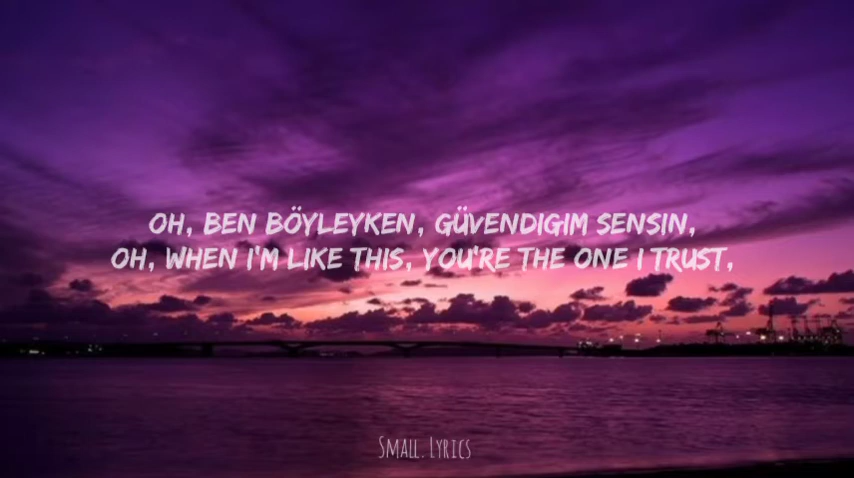 OH, BEN BÖYLEYKEN, GÜVENDIGIM SENSIN,
OH, WHEN I'M LIKE THIS, YOU'RE THE ONE I TRUST,
SMALL. LYRICS